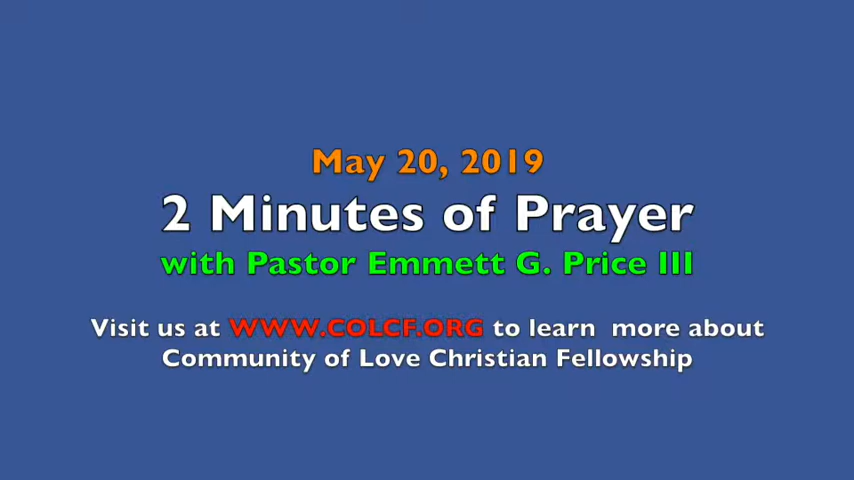 May 20, 2019
2 Minutes of Prayer
with Pastor Emmett G. Price III
Visit us at WWW.COLCF.ORG to learn  more about
Community of Love Christian Fellowship